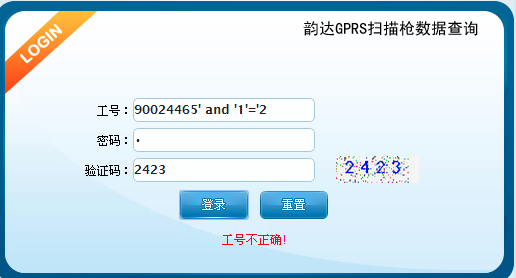 LOGIN
韵达GPRS扫描枪数据查询
工号： 90024465' and '1'='2
密码： •
验证码： 2423 2423
登录 重置
工号不正确!